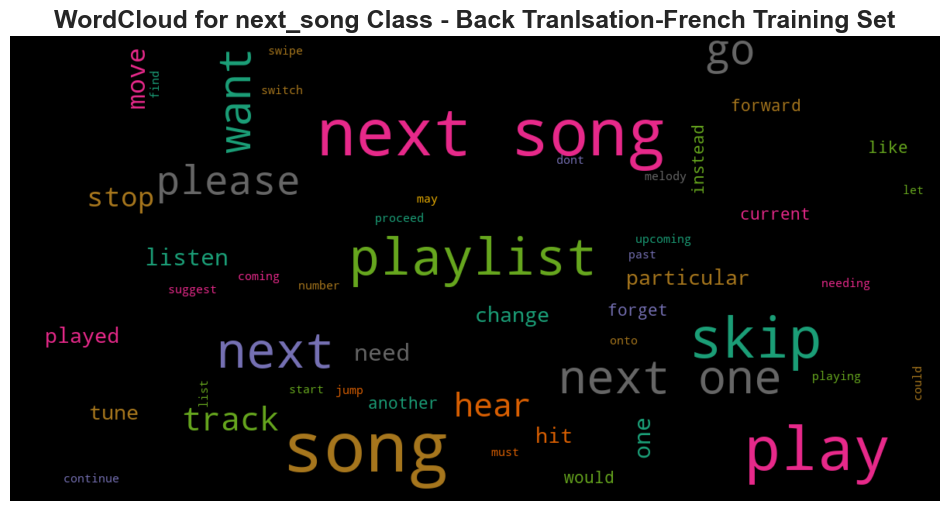 WordCloud for next_song Class - Back Tranlsation-French Training Set
swipe
go
move
find
want
switch
forward
next song
instead
like
dont
please
melody
let
stop
may
current
proceed
upcoming
playlist
past
listen
coming
particular
needing
suggest
number
change
forget
played
skip
next
need
onto
next one
playing
could
list
start
jump
another
hear
tune
track
one
hit
song
play
must
continue
would